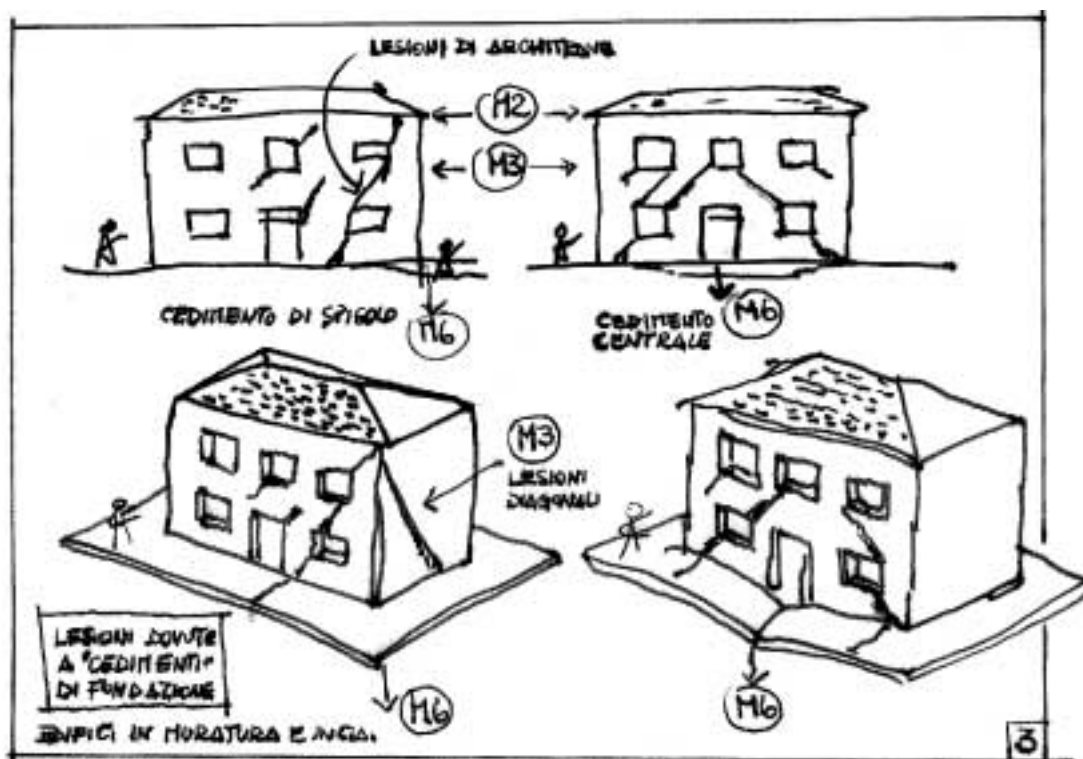 LESIONI DI ARCHITRAVE
M2
M3
CEDIMENTO DI SPIGOLO
M6
CEDIMENTO
CENTRALE
M6
M3
LESIONI
DIAGONALI
LESIONI DOVUTE
A "CEDIMENTI"
DI FONDAZIONE
M6
M6
EDIFICI IN MURATURA E
3